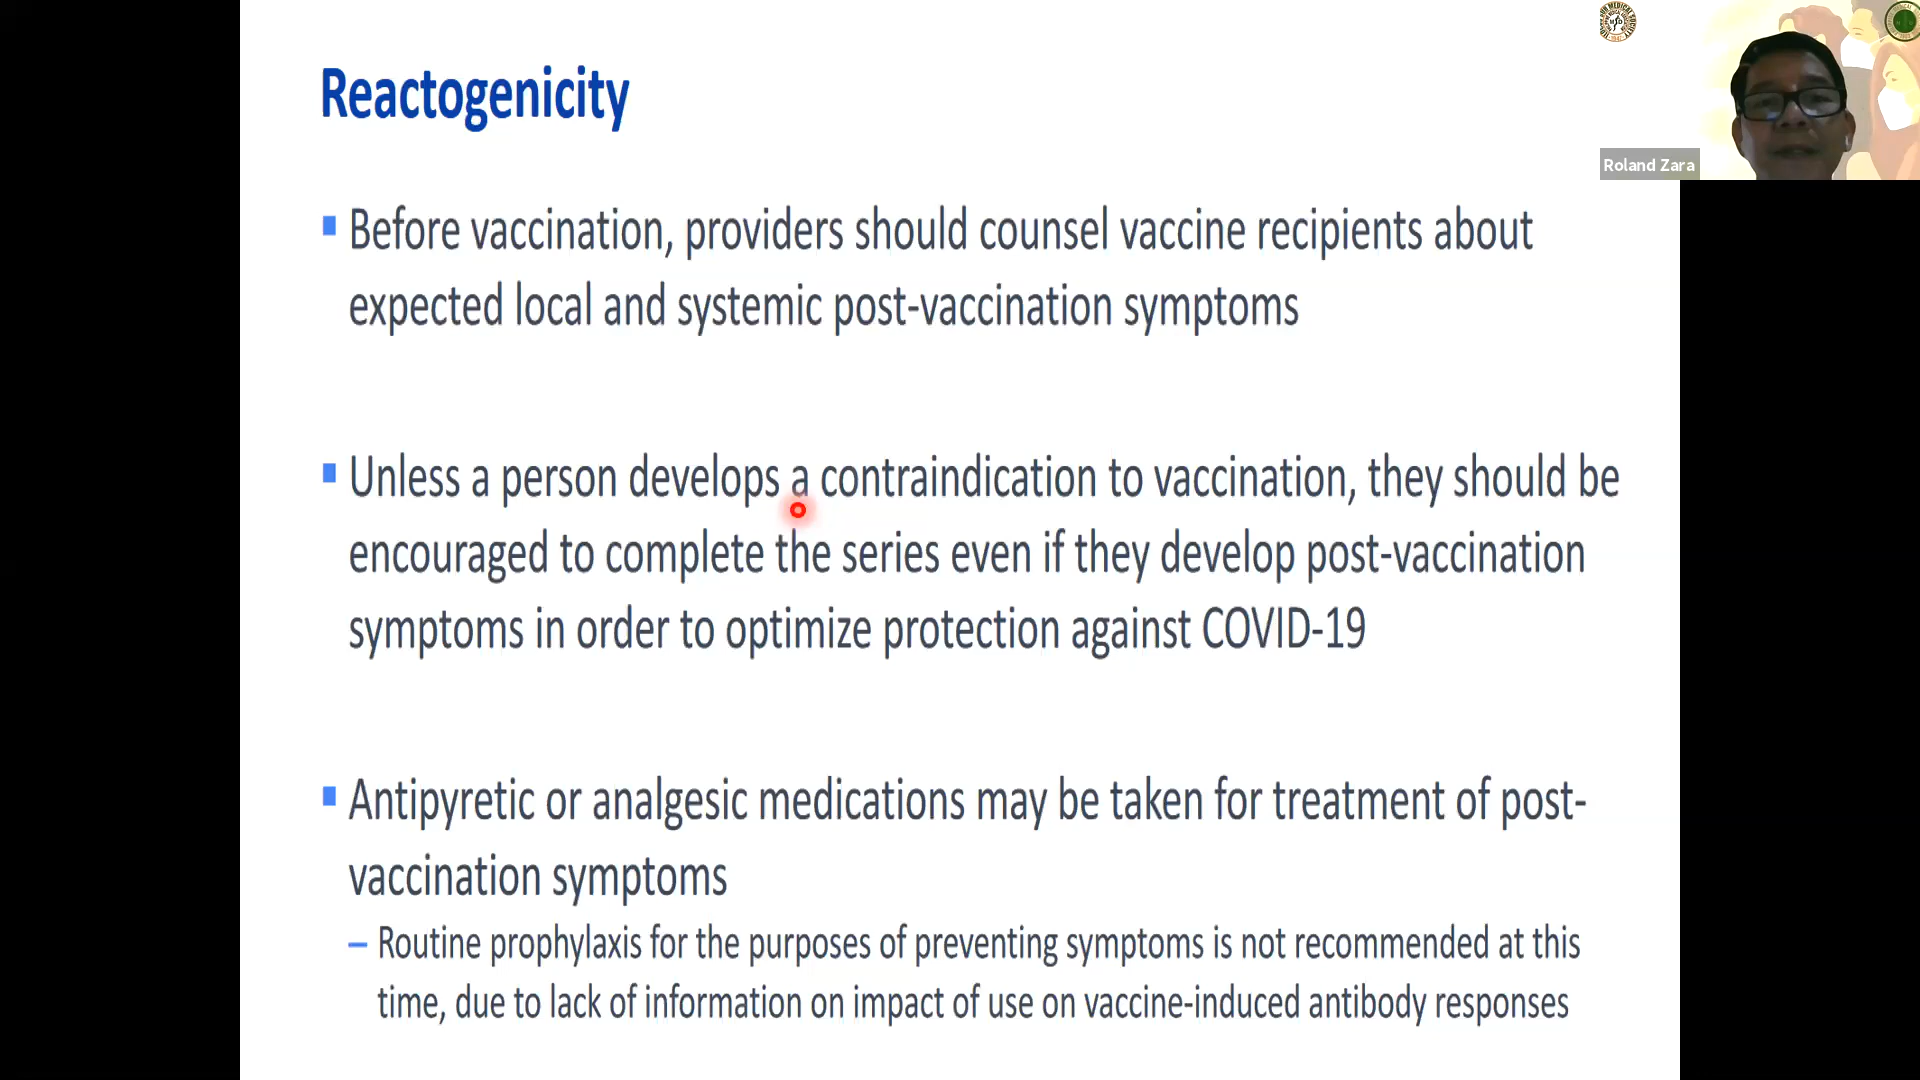 Reactogenicity
Roland Zara
▪ Before vaccination, providers should counsel vaccine recipients about
expected local and systemic post-vaccination symptoms
▪ Unless a person develops a contraindication to vaccination, they should be
encouraged to complete the series even if they develop post-vaccination
symptoms in order to optimize protection against COVID-19
▪ Antipyretic or analgesic medications may be taken for treatment of post-
vaccination symptoms
– Routine prophylaxis for the purposes of preventing symptoms is not recommended at this
time, due to lack of information on impact of use on vaccine-induced antibody responses